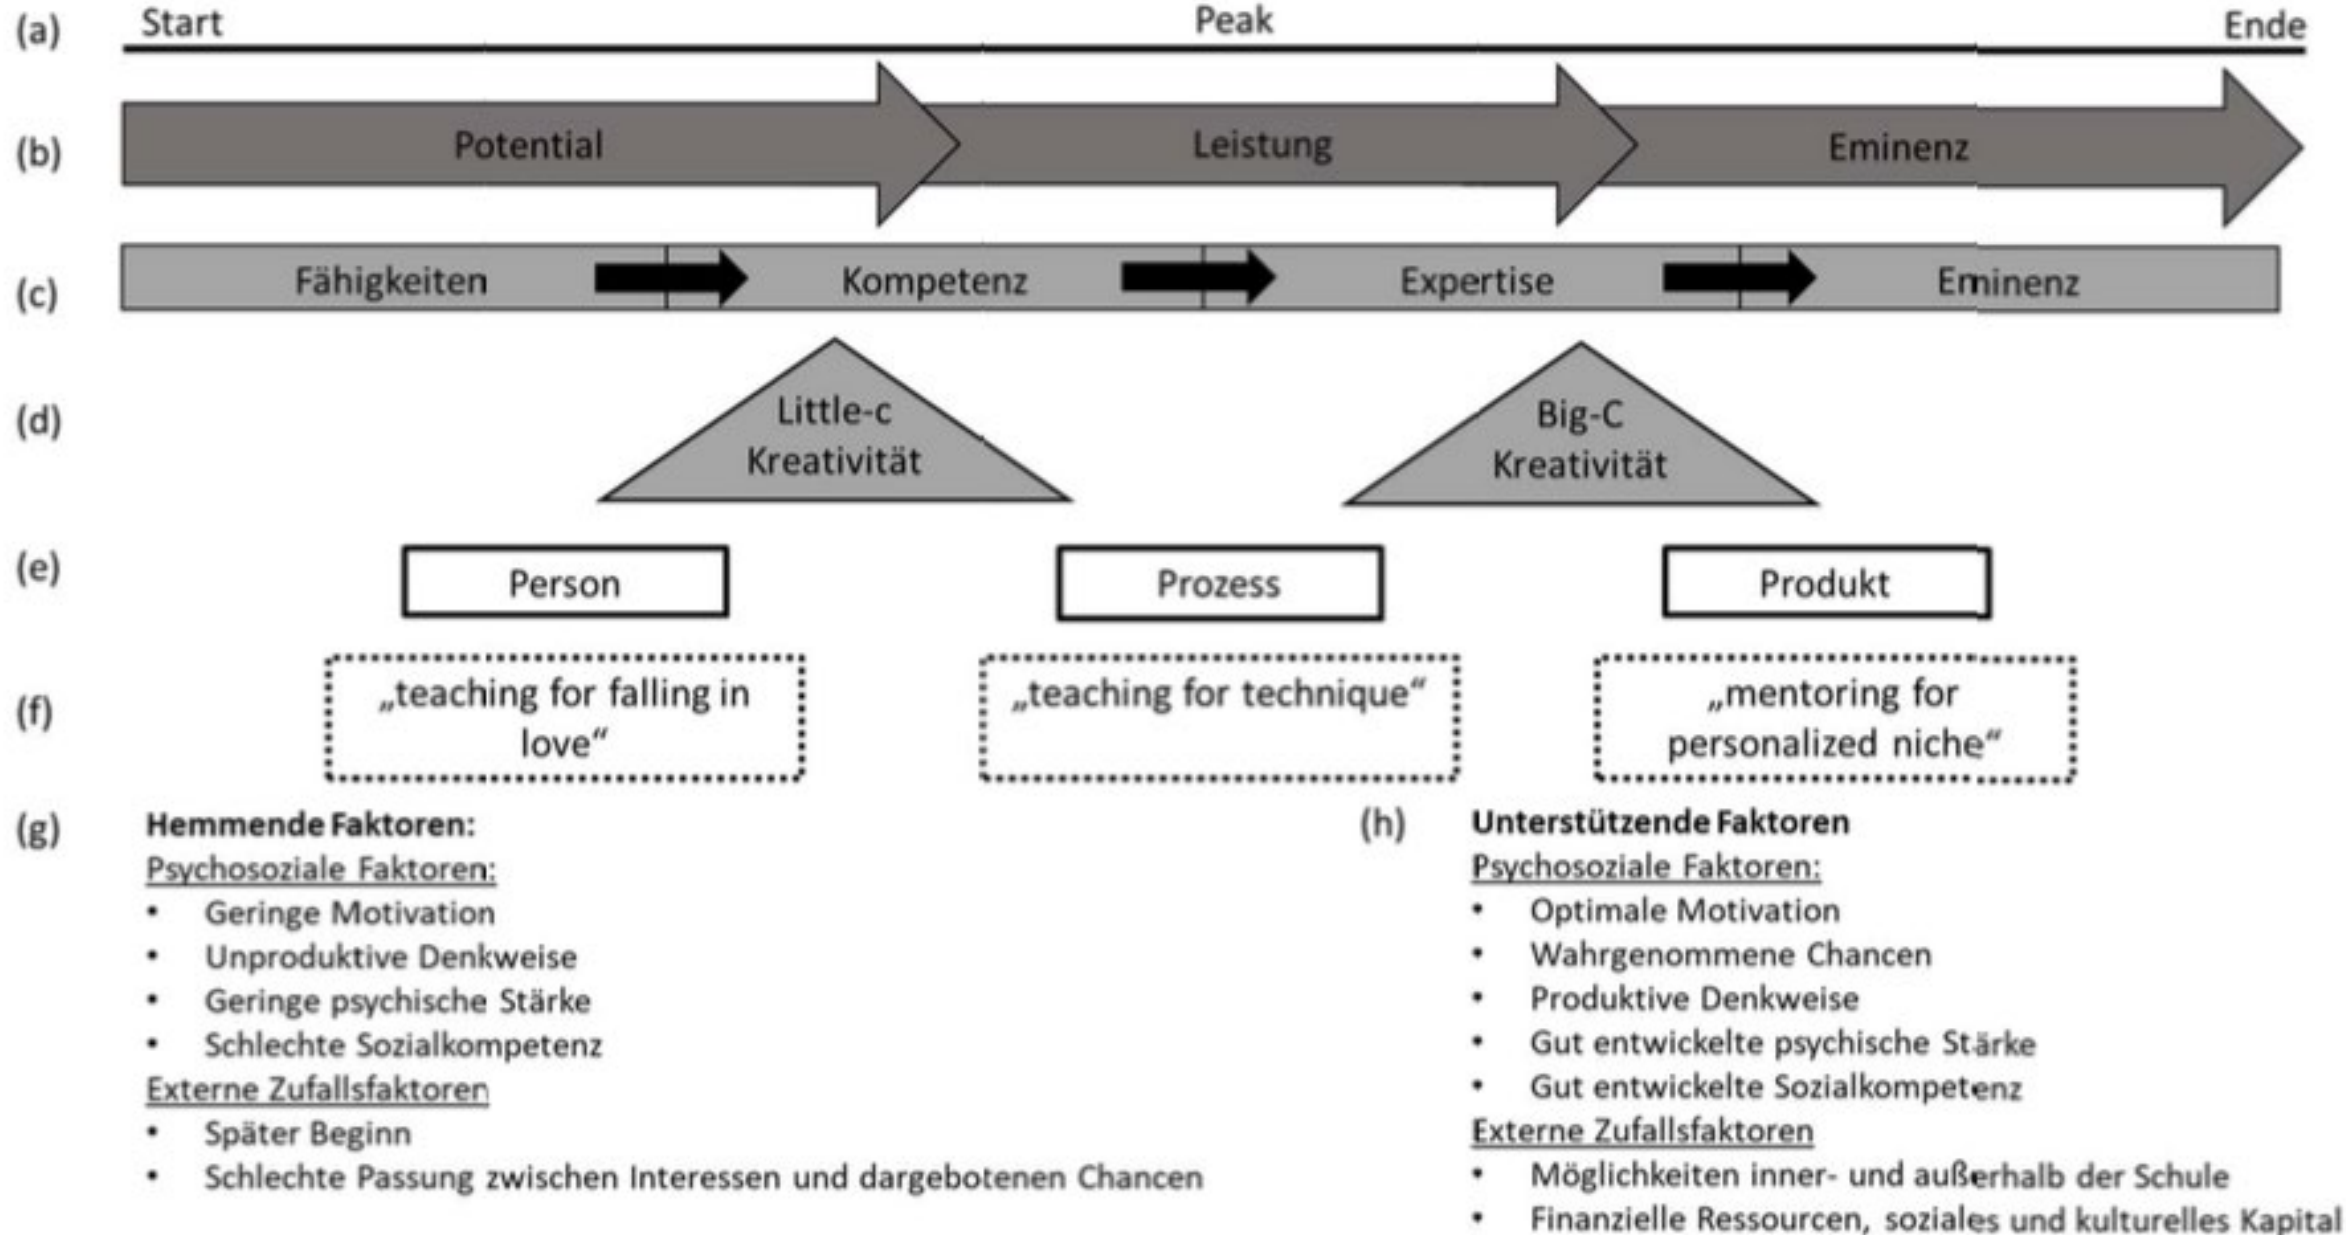 (a) Start Peak Ende
(b) Potential Leistung Eminenz
(c) Fähigkeiten Kompetenz Expertise Eminenz
(d) Little-c
Kreativität
Big-C
Kreativität
(e) Person Prozess Produkt
(f) „teaching for falling in
love“
„teaching for technique“
„mentoring for
personalized niche“
(g) Hemmende Faktoren:
Psychosoziale Faktoren:
• Geringe Motivation
• Unproduktive Denkweise
• Geringe psychische Stärke
• Schlechte Sozialkompetenz
Externe Zufallsfaktoren
• Später Beginn
• Schlechte Passung zwischen Interessen und dargebotenen Chancen
(h) Unterstützende Faktoren
Psychosoziale Faktoren:
• Optimale Motivation
• Wahrgenommene Chancen
• Produktive Denkweise
• Gut entwickelte psychische Stärke
• Gut entwickelte Sozialkompetenz
Externe Zufallsfaktoren
• Möglichkeiten inner- und außerhalb der Schule
• Finanzielle Ressourcen, soziales und kulturelles Kapital